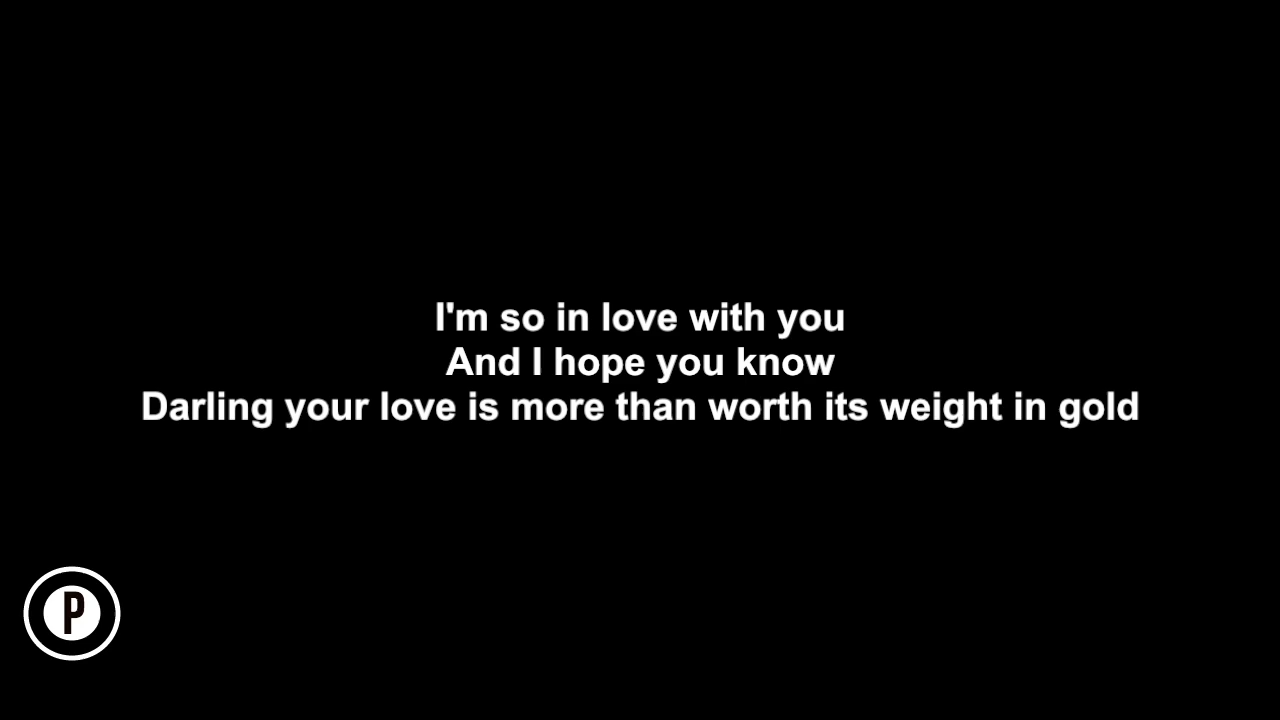 I'm so in love with you
And I hope you know
Darling your love is more than worth its weight in gold
P